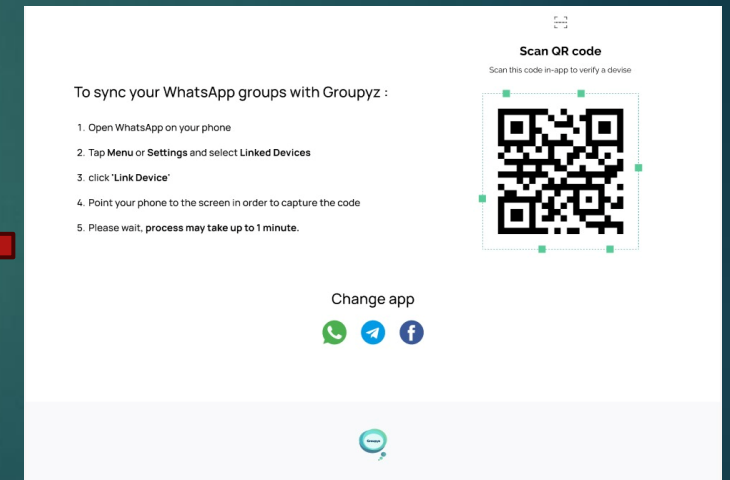 Scan QR code
Scan this code in-app to verify a devise
To sync your WhatsApp groups with Groupyz :
1. Open WhatsApp on your phone
2. Tap Menu or Settings and select Linked Devices
3. click 'Link Device'
4. Point your phone to the screen in order to capture the code
5. Please wait, process may take up to 1 minute.
Change app
Groupyz